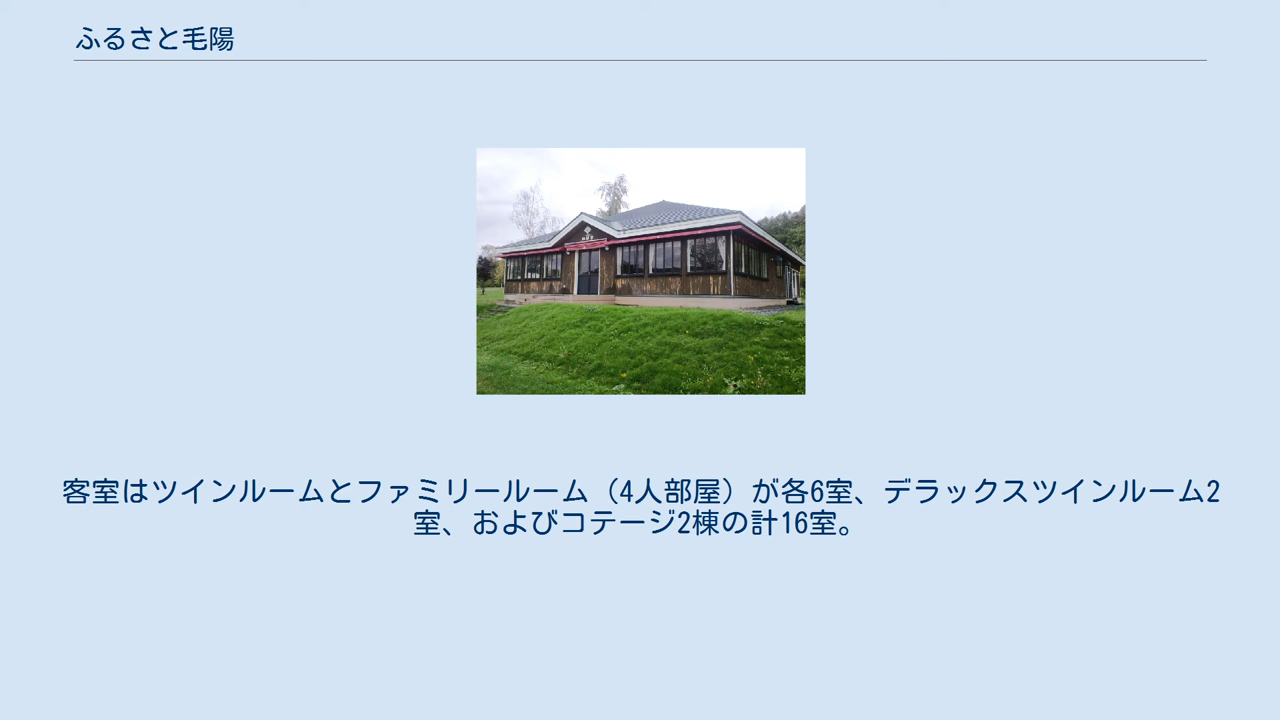 ふるさと毛陽
客室はツインルームとファミリールーム（4人部屋）が各6室、デラックスツインルーム2
室、およびコテージ2棟の計16室。